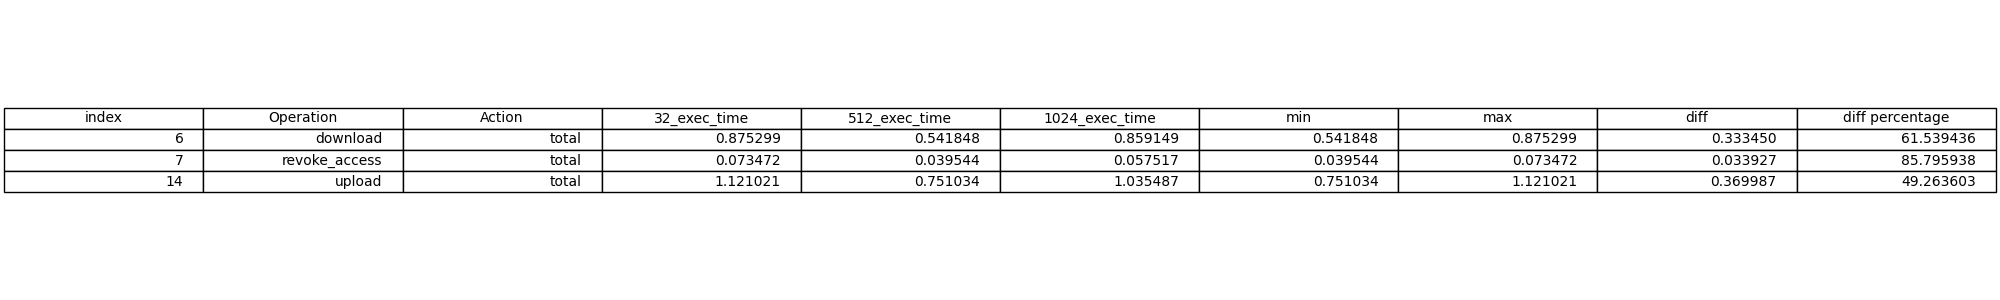 index Operation Action 32_exec_time 512_exec_time 1024_exec_time min max diff diff percentage
6 download total 0.875299 0.541848 0.859149 0.541848 0.875299 0.333450 61.539436
7 revoke_access total 0.073472 0.039544 0.057517 0.039544 0.073472 0.033927 85.795938
14 upload total 1.121021 0.751034 1.035487 0.751034 1.121021 0.369987 49.263603